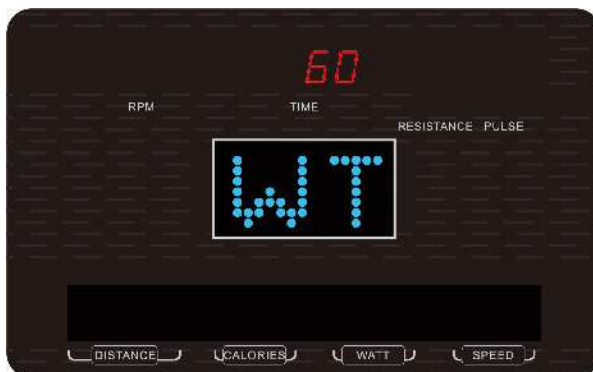 60
RPM TIME
RESISTANCE PULSE
WT
DISTANCE CALORIES WATT SPEED